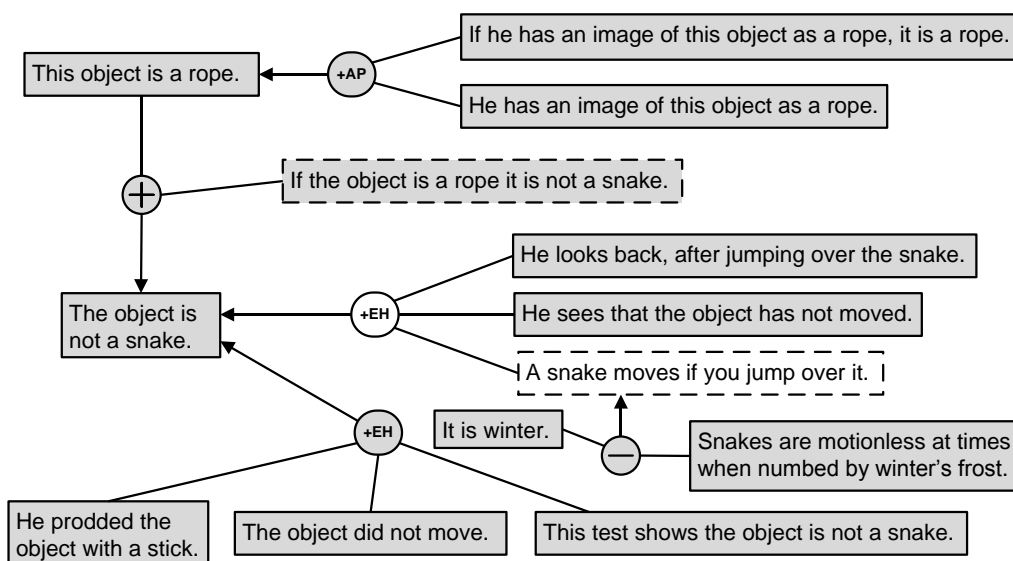 If he has an image of this object as a rope, it is a rope.
This object is a rope.
+AP
He has an image of this object as a rope.
If the object is a rope it is not a snake.
He looks back, after jumping over the snake.
The object is
not a snake.
+EH
He sees that the object has not moved.
A snake moves if you jump over it.
+EH
It is winter.
Snakes are motionless at times
when numbed by winter’s frost.
He prodded the
object with a stick.
The object did not move.
This test shows the object is not a snake.